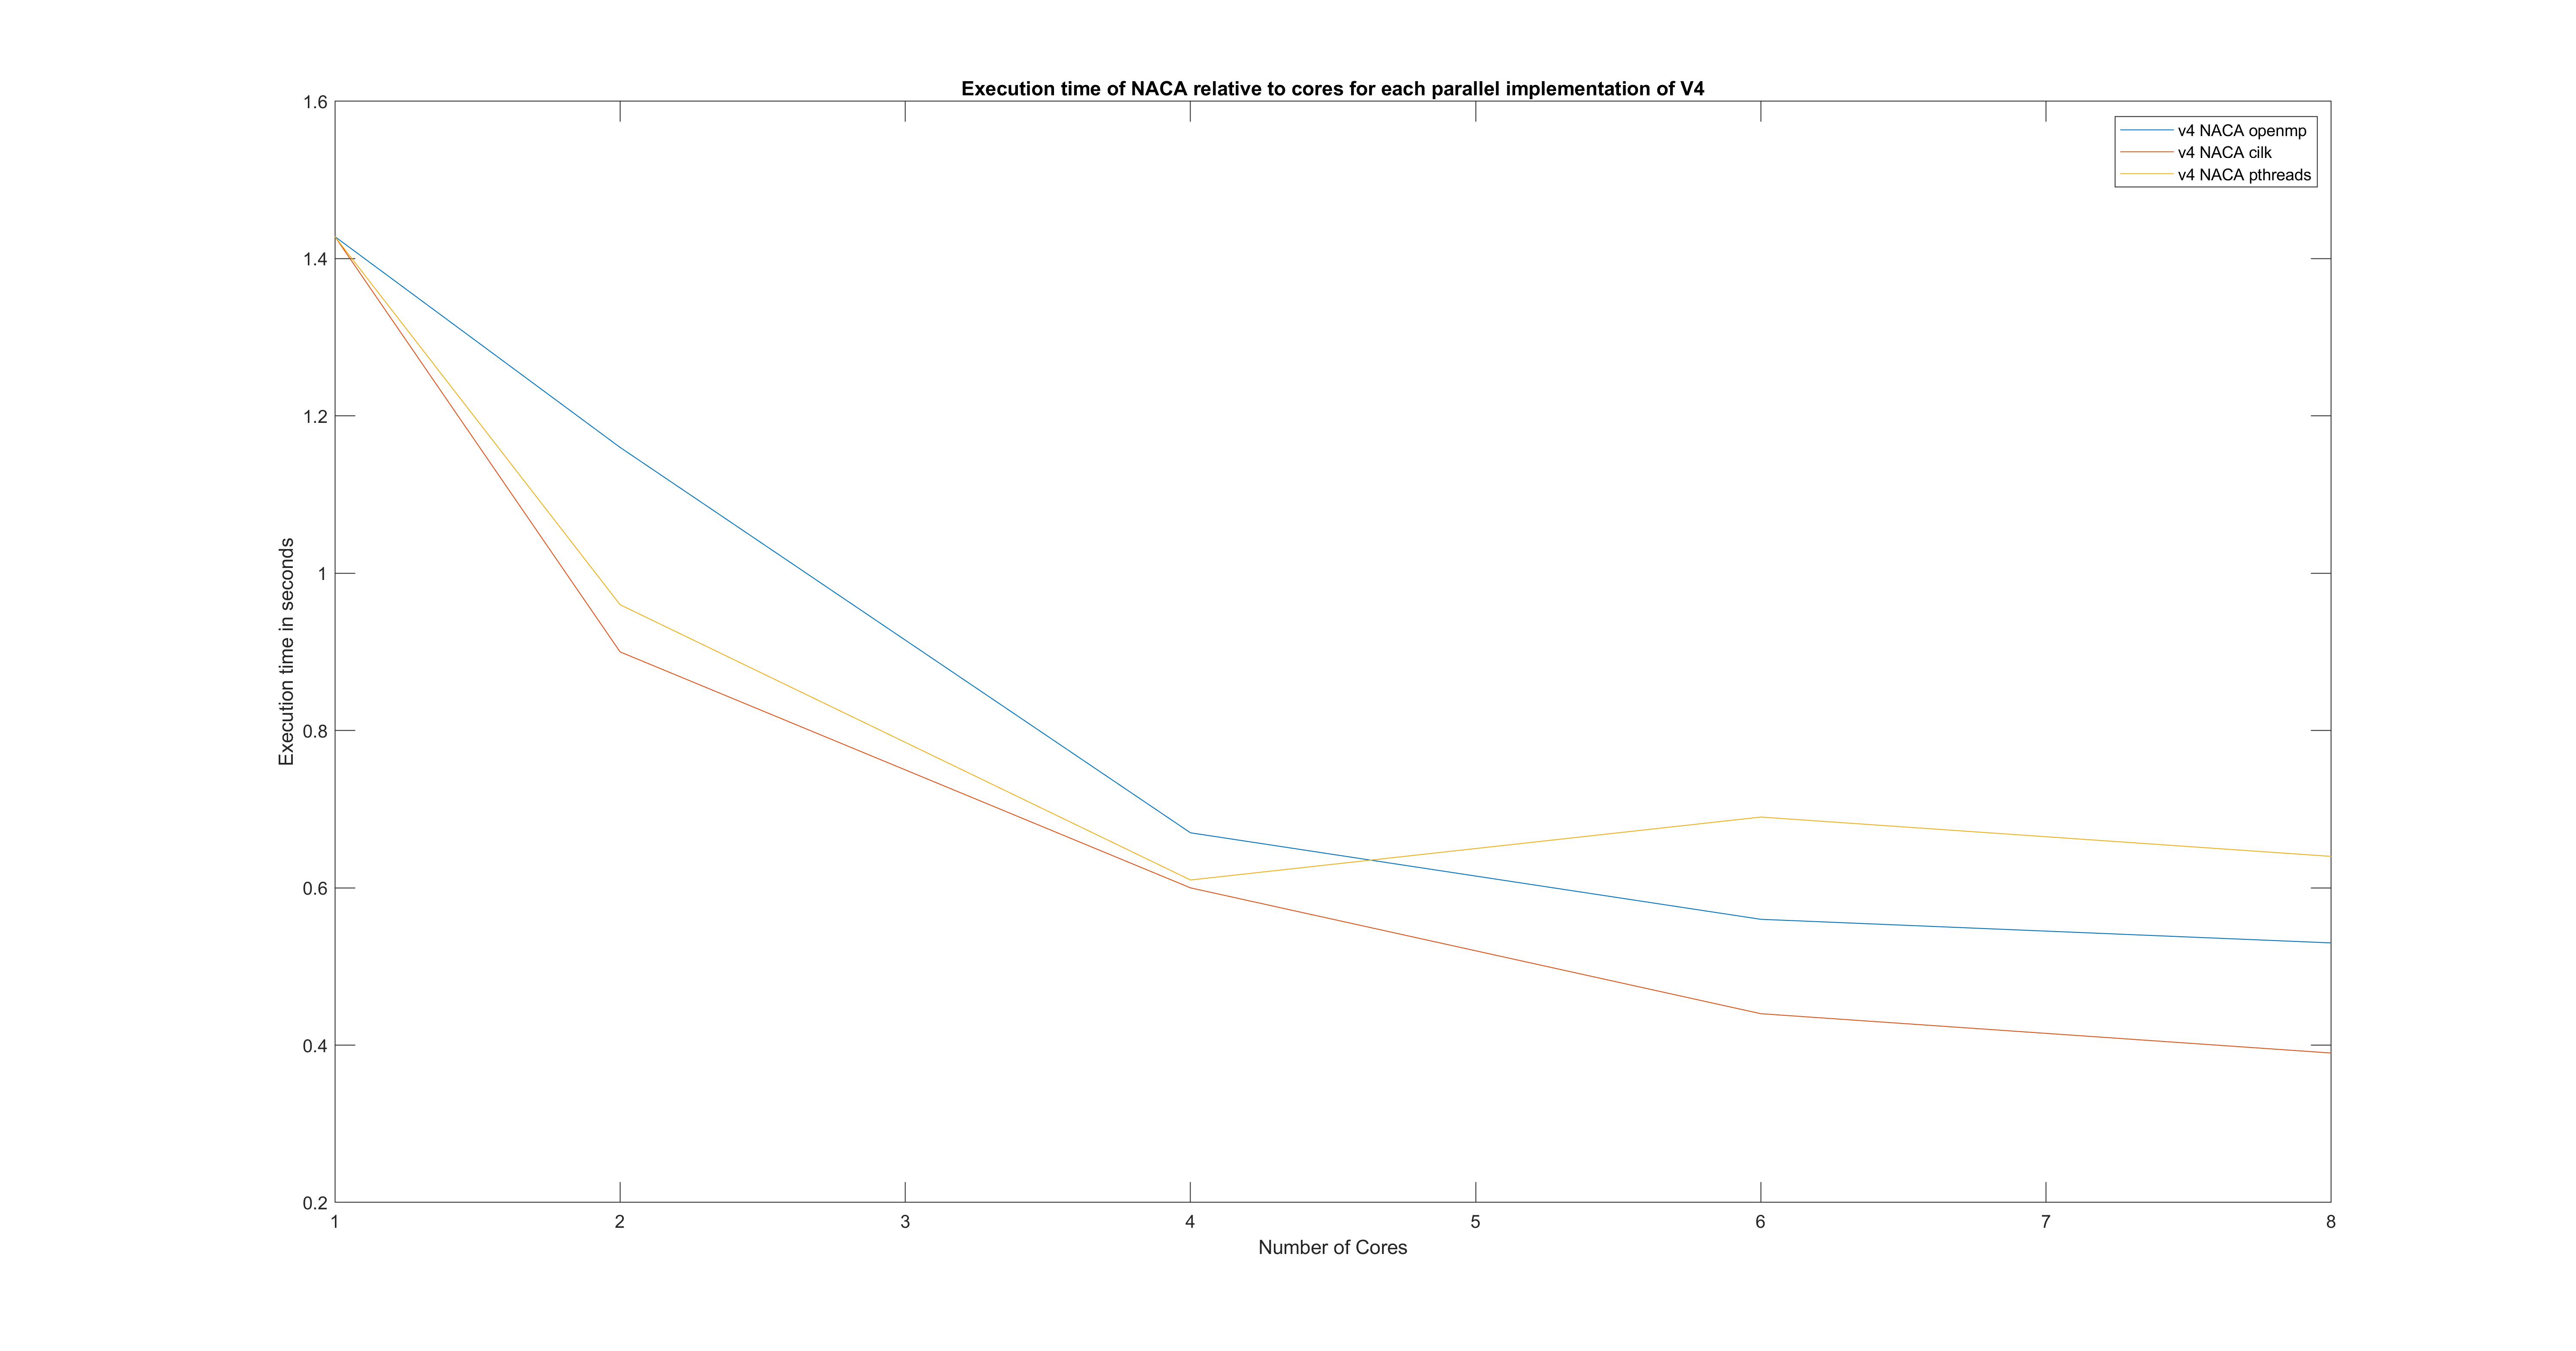 Execution time of NACA relative to cores for each parallel implementation of V4
1.6
v4 NACA openmp
v4 NACA cilk
v4 NACA pthreads
1.4
1.2
1
Execution time in seconds
0.8
0.6
0.4
0.2
1 2 3 4 5 6 7 8
Number of Cores